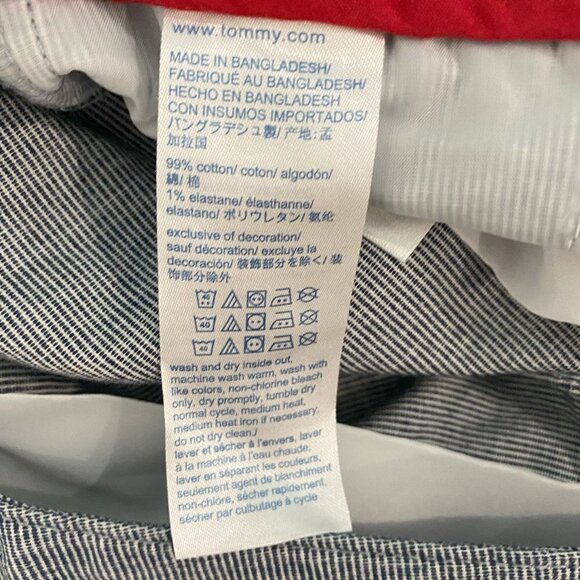 www.tommy.com
MADE IN BANGLADESH/
FABRIQUÉ AU BANGLADESH/
HECHO EN BANGLADESH
CON INSUMOS IMPORTADOS/
バングラデシュ製/ 产地: 孟
加拉国
99% cotton/ coton/ algodón/
綿/ 棉
1% elastane/ élasthanne/
elastano/ ポリウレタン/ 氨纶
exclusive of decoration/
sauf décoration/ excluye la
decoración/ 装飾部分を除く/ 装
饰部分除外
40
40
40
wash and dry inside out,
machine wash warm, wash with
like colors, non-chlorine bleach
only, dry promptly, tumble dry
normal cycle, medium heat,
medium heat iron if necessary,
do not dry clean./
laver et sécher à l'envers, laver
à la machine à l'eau chaude,
laver en séparant les couleurs,
seulement agent de blanchiment
non-chlore, sécher rapidement,
sécher par culbutage à cycle